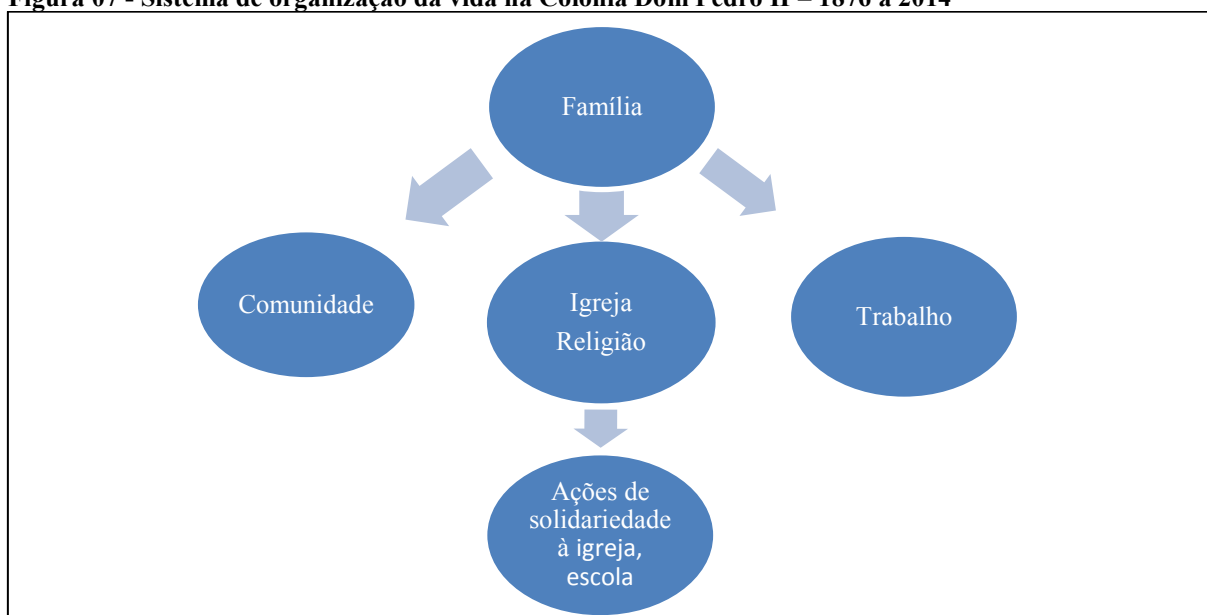 Figura 07 - Sistema de organização da vida na Colônia Dom Pedro II – 1876 a 2014
Família
Comunidade
Igreja
Religião
Trabalho
Ações de
solidariedade
à igreja,
escola